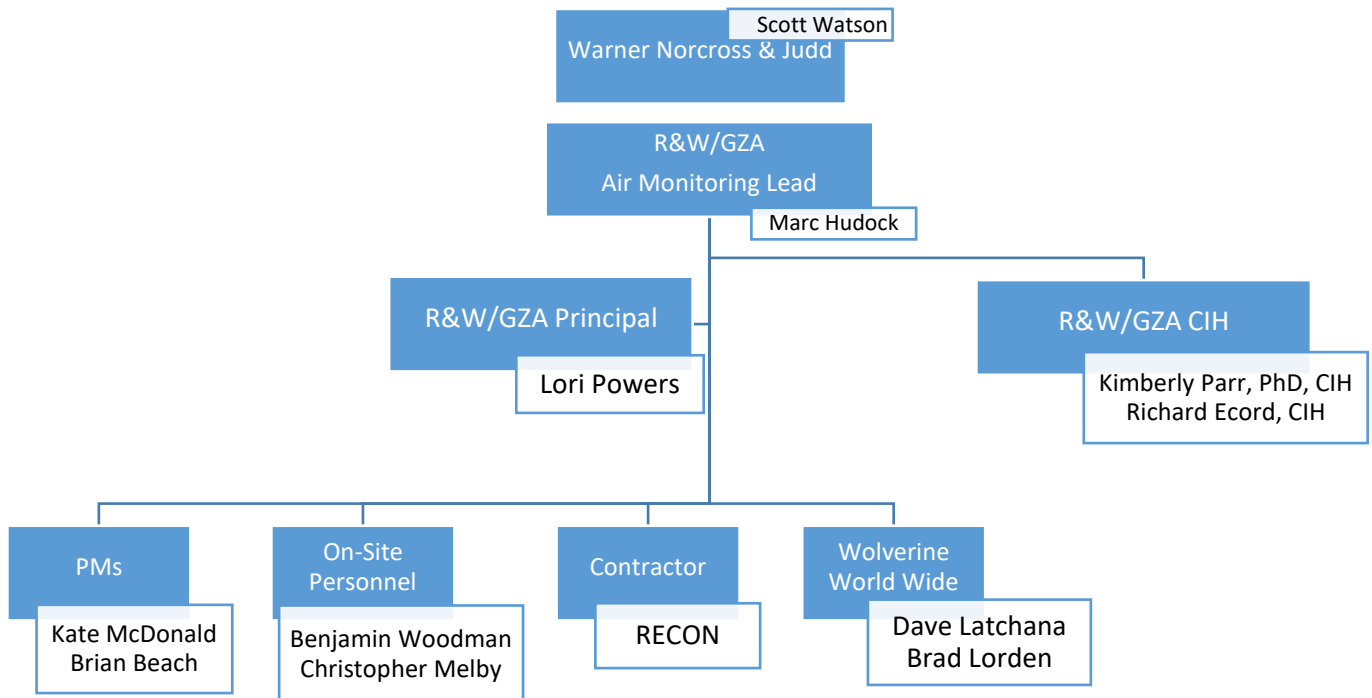 Scott Watson
Warner Norcross & Judd
R&W/GZA
Air Monitoring Lead
Marc Hudock
R&W/GZA Principal
Lori Powers
R&W/GZA CIH
Kimberly Parr, PhD, CIH
Richard Ecord, CIH
PMs
Kate McDonald
Brian Beach
On-Site
Personnel
Benjamin Woodman
Christopher Melby
Contractor
RECON
Wolverine
World Wide
Dave Latchana
Brad Lorden